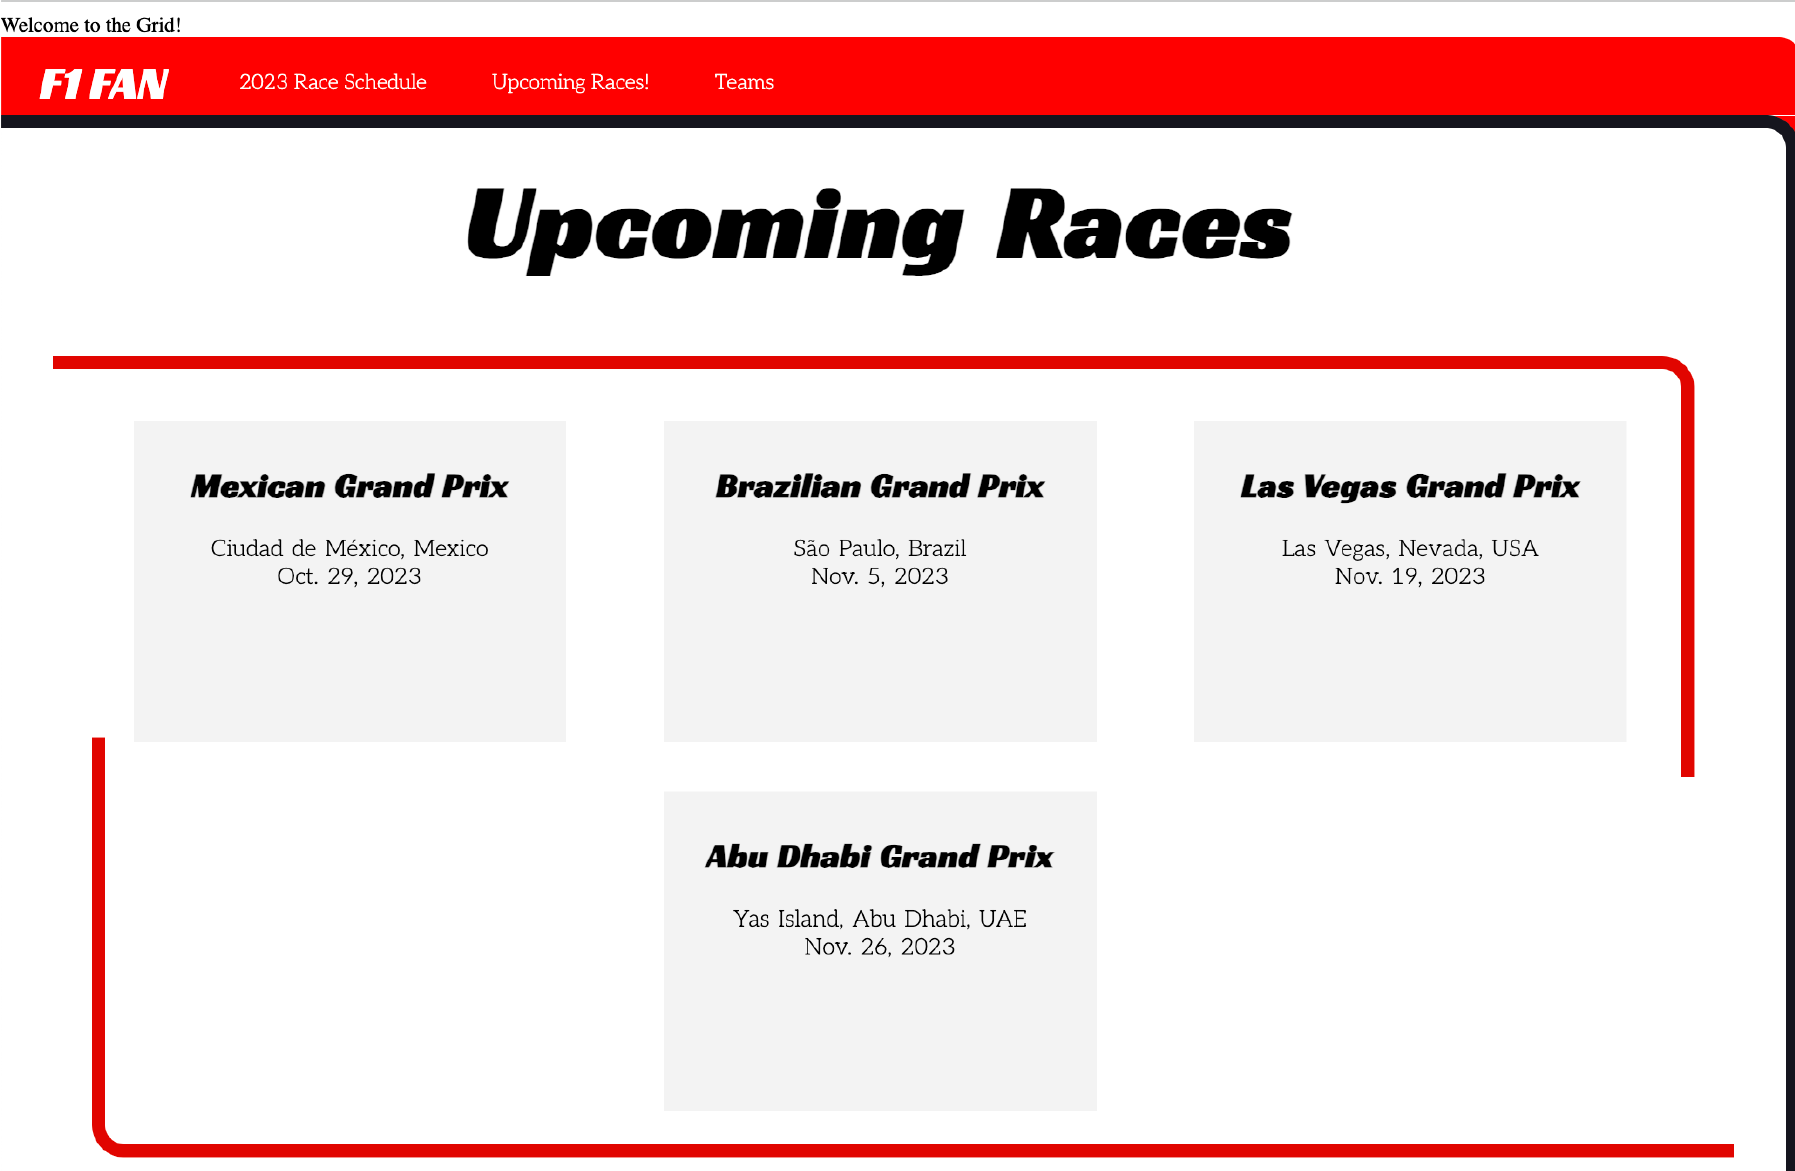 Welcome to the Grid!
F1 FAN
2023 Race Schedule
Upcoming Races!
Teams
Upcoming Races
Mexican Grand Prix
Ciudad de México, Mexico
Oct. 29, 2023
Brazilian Grand Prix
São Paulo, Brazil
Nov. 5, 2023
Las Vegas Grand Prix
Las Vegas, Nevada, USA
Nov. 19, 2023
Abu Dhabi Grand Prix
Yas Island, Abu Dhabi, UAE
Nov. 26, 2023